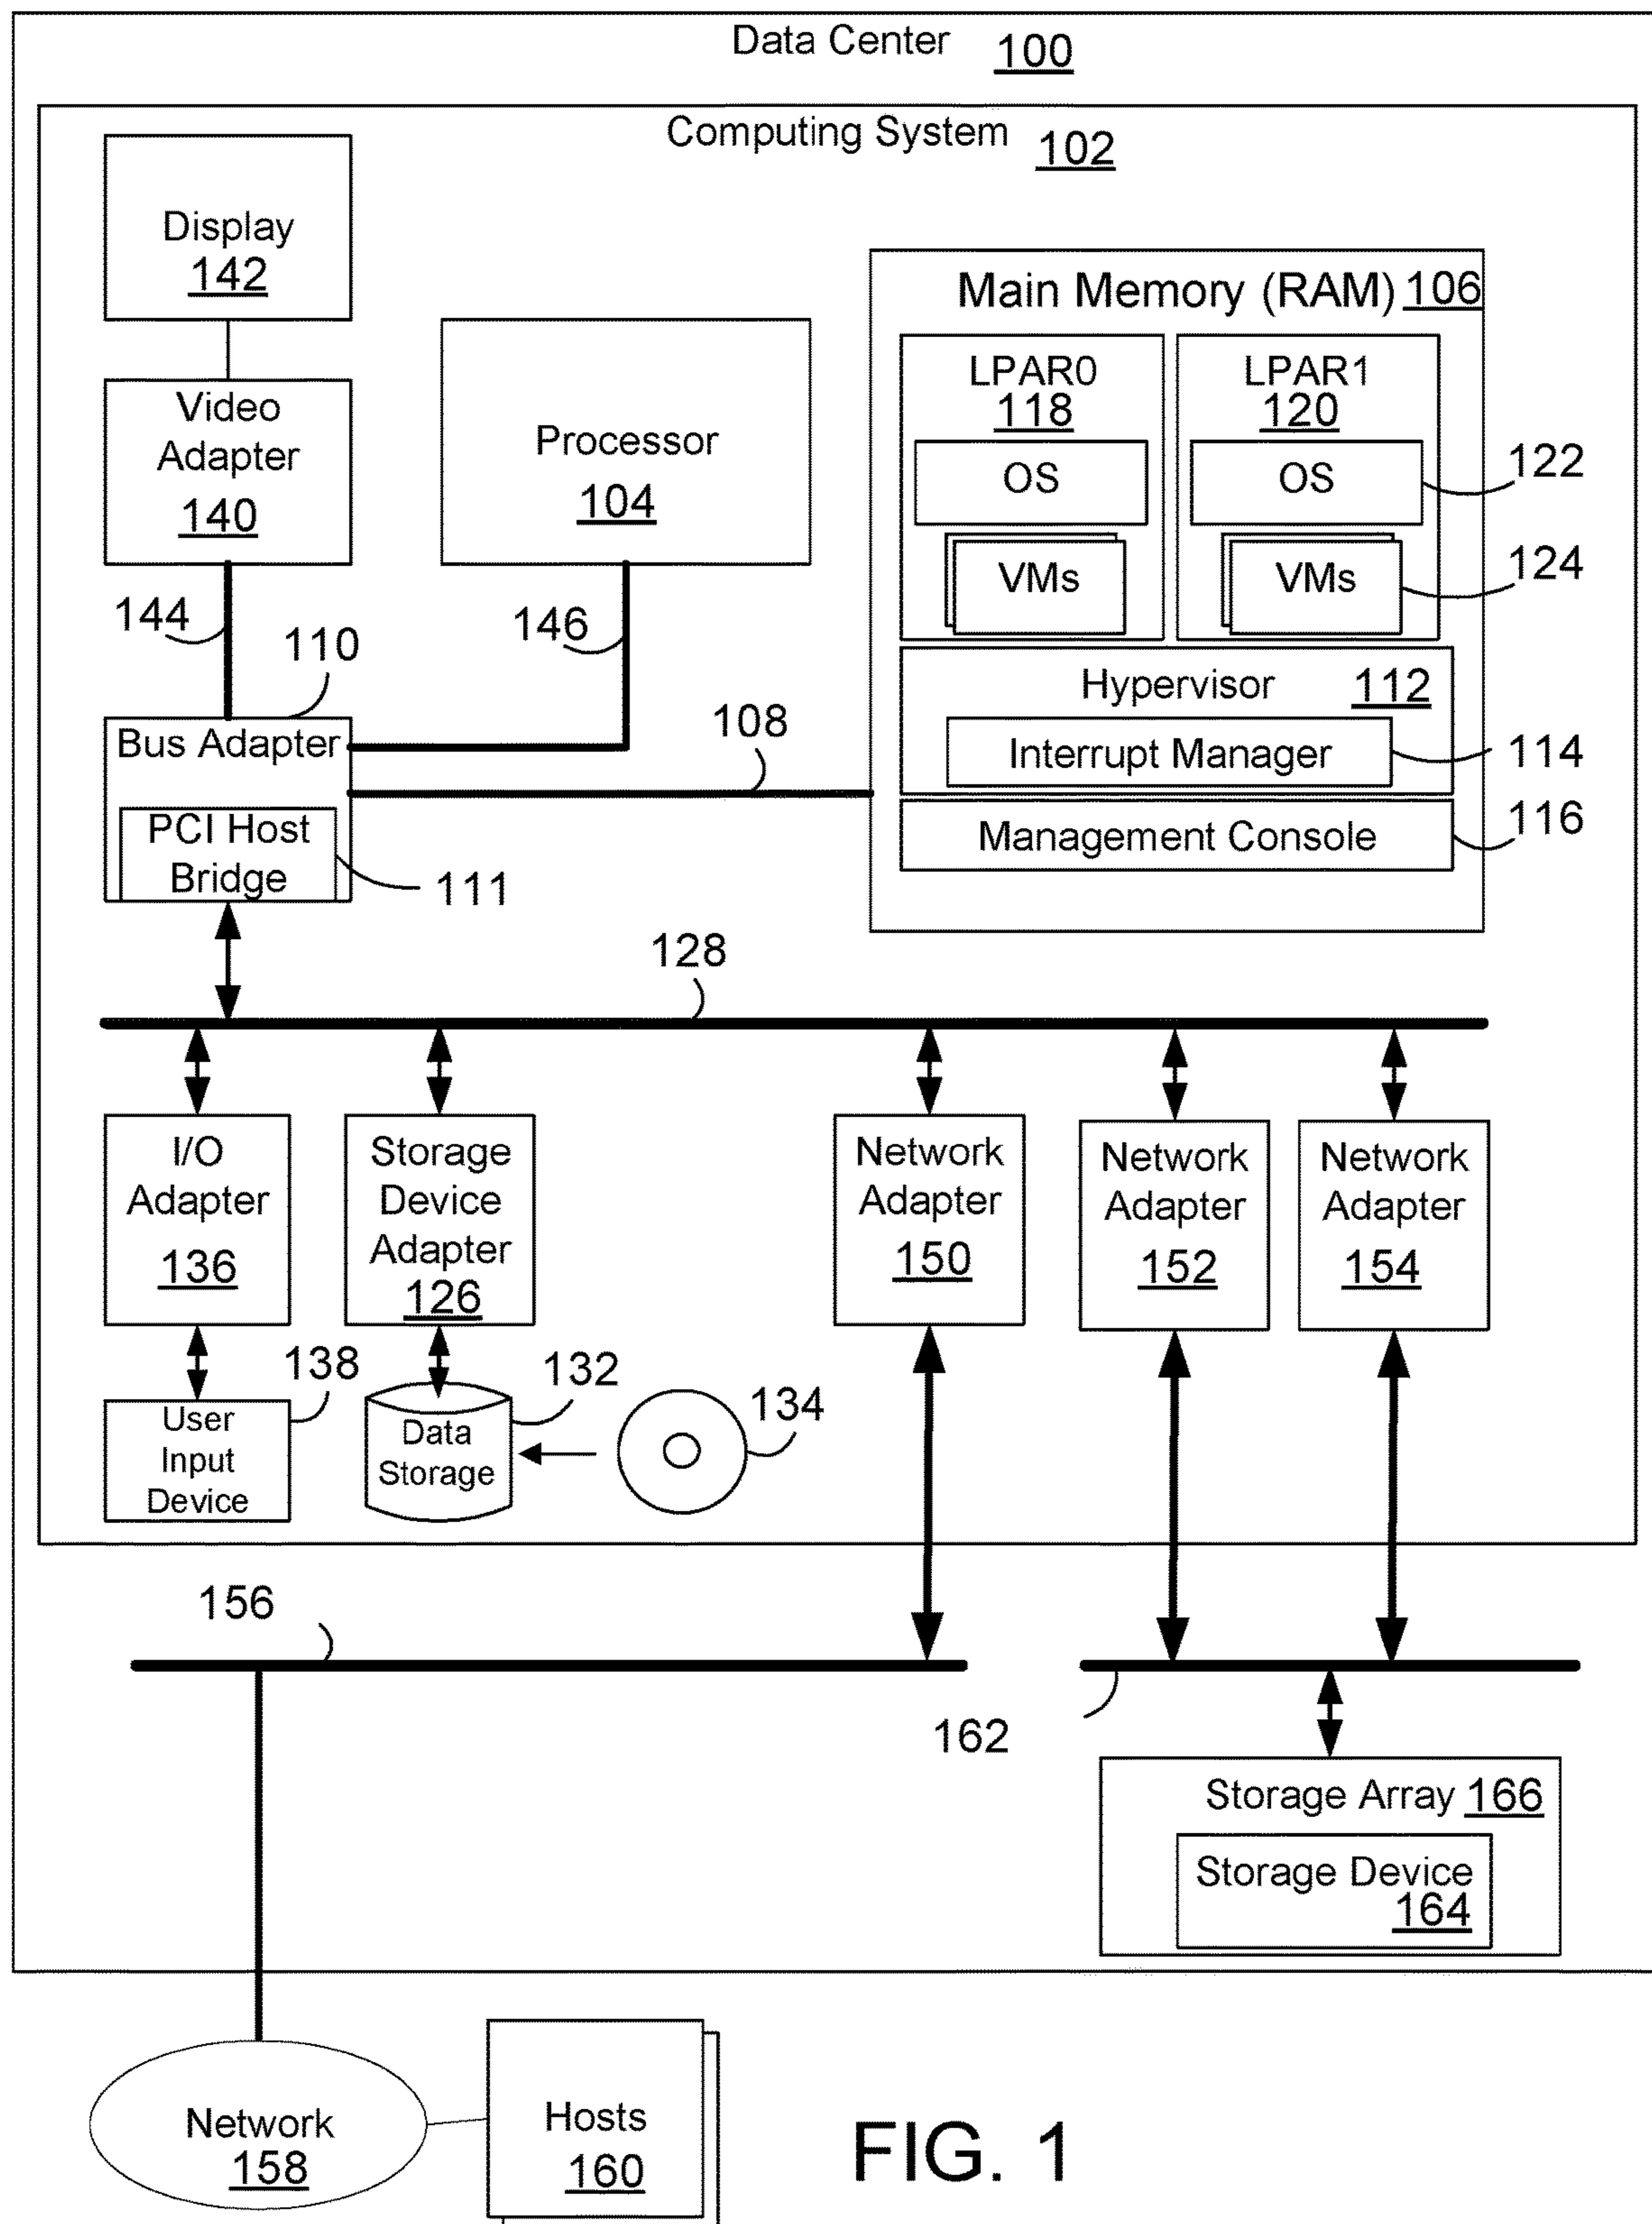 Data Center 100
Computing System 102
Display
142
Main Memory (RAM) 106
Video
Adapter
140
Processor
104
LPAR0
118
LPAR1
120
OS
OS
122
VMs
VMs
124
144
110
146
Hypervisor 112
Bus Adapter
108
Interrupt Manager
114
PCI Host
Bridge
111
Management Console
116
128
I/O
Adapter
136
Storage
Device
Adapter
126
Network
Adapter
150
Network
Adapter
152
Network
Adapter
154
138
132
134
User
Input
Device
Data
Storage
156
162
Storage Array 166
Storage Device
164
Network
158
Hosts
160
FIG. 1